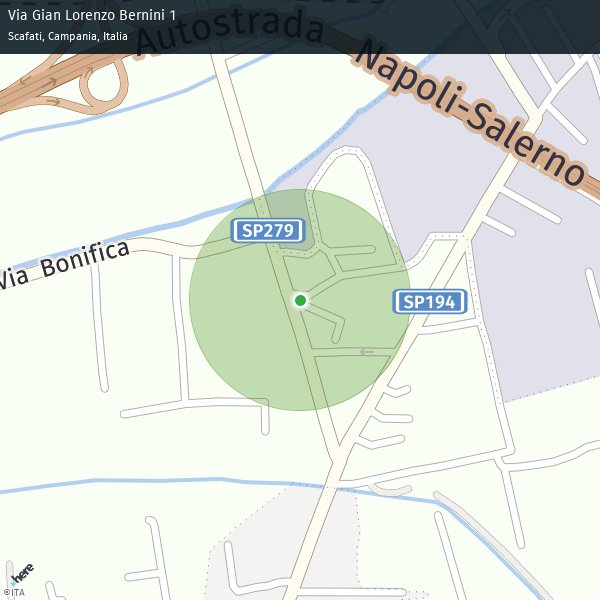 Via Gian Lorenzo Bernini 1
Scafati, Campania, Italia
Autostrada Napoli-Salerno
SP279
Via Bonifica
SP194
here
©ITA